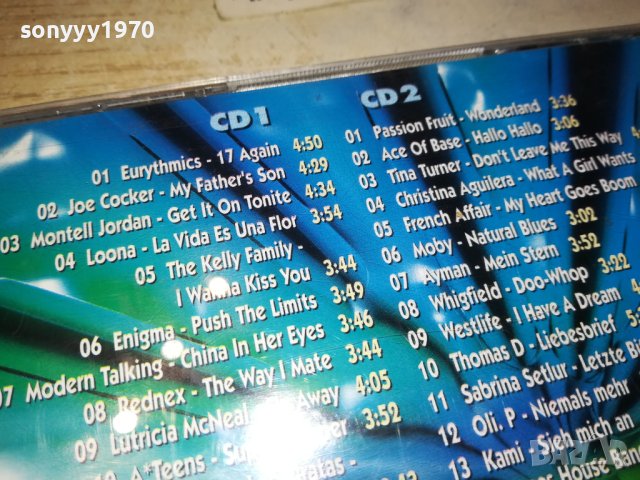 sonyyy1970
CD 1
01 Eurythmics - 17 Again 4:50
02 Joe Cocker - My Father's Son 4:29
03 Montell Jordan - Get It On Tonite 4:34
04 Loona - La Vida Es Una Flor 3:54
05 The Kelly Family -
I Wanna Kiss You 3:44
06 Enigma - Push The Limits 3:49
07 Modern Talking - China In Her Eyes 3:46
08 Rednex - The Way I Mate 3:44
09 Lutricia McNeal - Away 4:05
10 A*Teens - 3:52
CD 2
01 Passion Fruit - Wonderland 3:36
02 Ace Of Base - Hallo Hallo 3:06
03 Tina Turner - Don't Leave Me This Way
04 Christina Aguilera - What A Girl Wants
05 French Affair - My Heart Goes Boom
06 Moby - Natural Blues 3:02
07 Ayman - Mein Stern 3:52
08 Whigfield - Doo-Whop 3:22
09 Westlife - I Have A Dream
10 Thomas D - Liebesbrief
11 Sabrina Setlur - Letzte
12 Oli. P - Niemals mehr
13 Kami - Sieh mich an
House Band
BAZAR